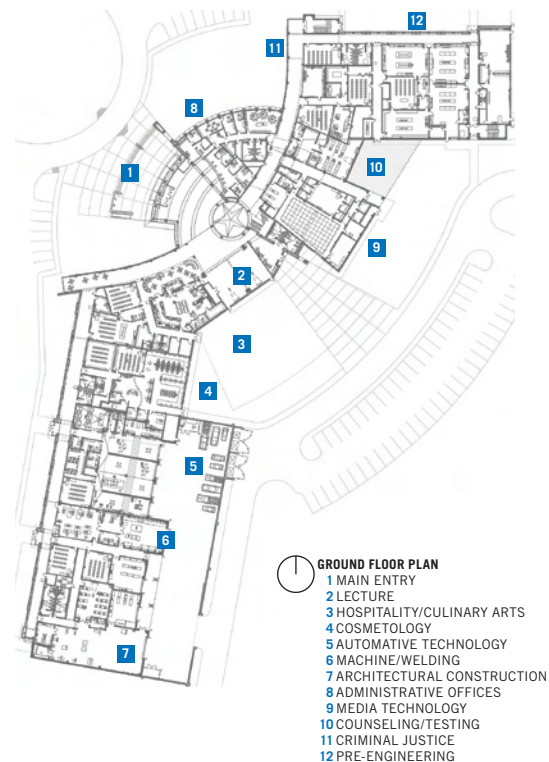 12
11
8
1
10
9
2
3
4
5
6
7
GROUND FLOOR PLAN
1 MAIN ENTRY
2 LECTURE
3 HOSPITALITY/CULINARY ARTS
4 COSMETOLOGY
5 AUTOMATIVE TECHNOLOGY
6 MACHINE/WELDING
7 ARCHITECTURAL CONSTRUCTION
8 ADMINISTRATIVE OFFICES
9 MEDIA TECHNOLOGY
10 COUNSELING/TESTING
11 CRIMINAL JUSTICE
12 PRE-ENGINEERING